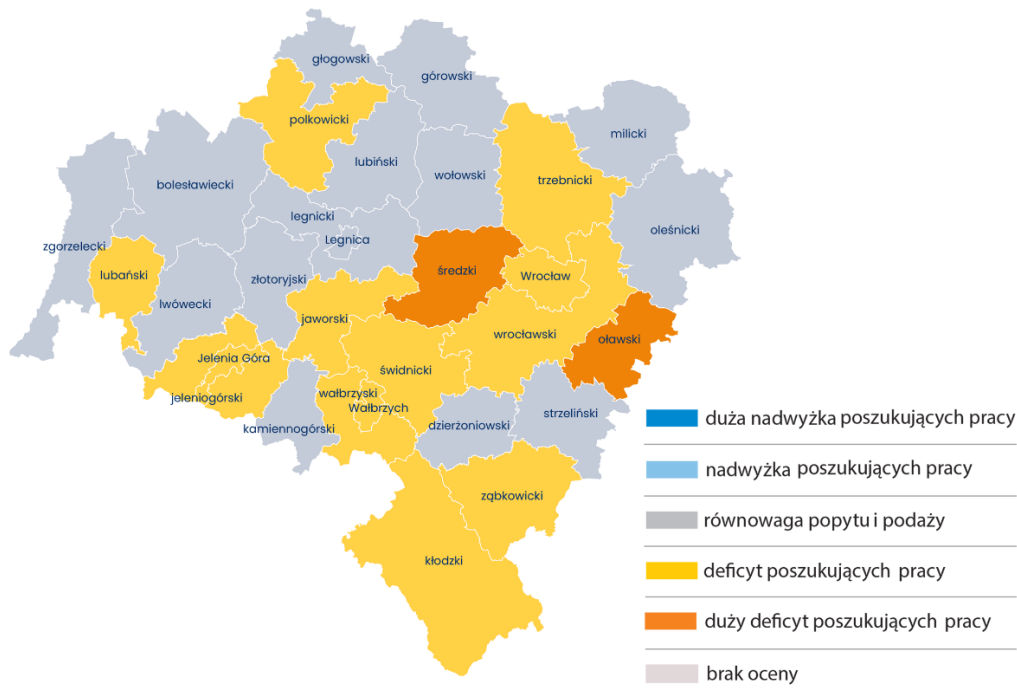 głogowski
górowski
polkowicki
milicki
lubiński
wołowski
trzebnicki
bolesławiecki
legnicki
oleśnicki
Legnica
zgorzelecki
średzki
lubański
Wrocław
złotoryjski
lwówecki
jaworski
wrocławski
oławski
Jelenia Góra
świdnicki
jeleniogórski
wałbrzyski
Wałbrzych
strzeliński
kamiennogórski
dzierżoniowski
ząbkowicki
kłodzki
duża nadwyżka poszukujących pracy
nadwyżka poszukujących pracy
równowaga popytu i podaży
deficyt poszukujących pracy
duży deficyt poszukujących pracy
brak oceny